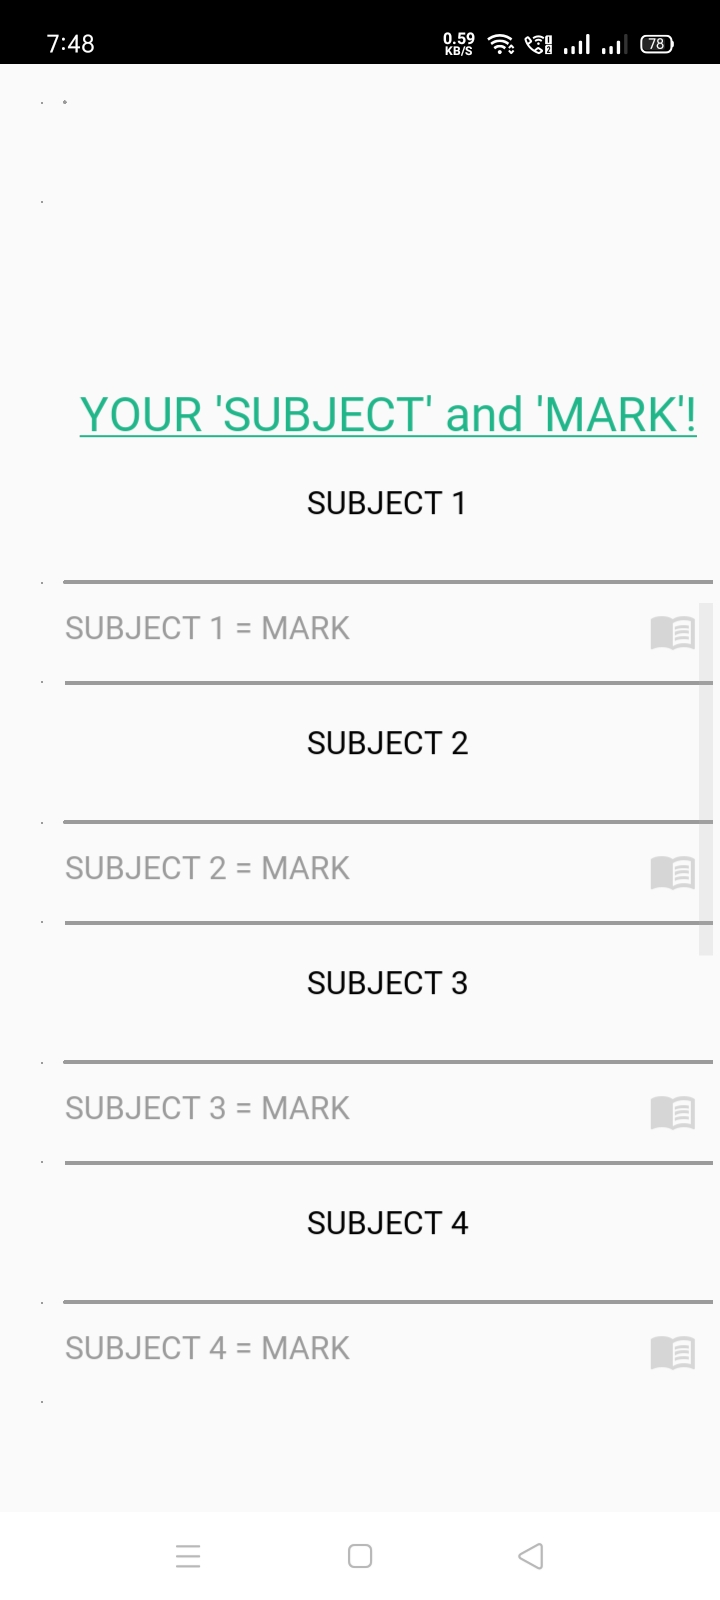 7:48
0.59
KB/S
78
YOUR 'SUBJECT' and 'MARK'!
SUBJECT 1
SUBJECT 1 = MARK
SUBJECT 2
SUBJECT 2 = MARK
SUBJECT 3
SUBJECT 3 = MARK
SUBJECT 4
SUBJECT 4 = MARK